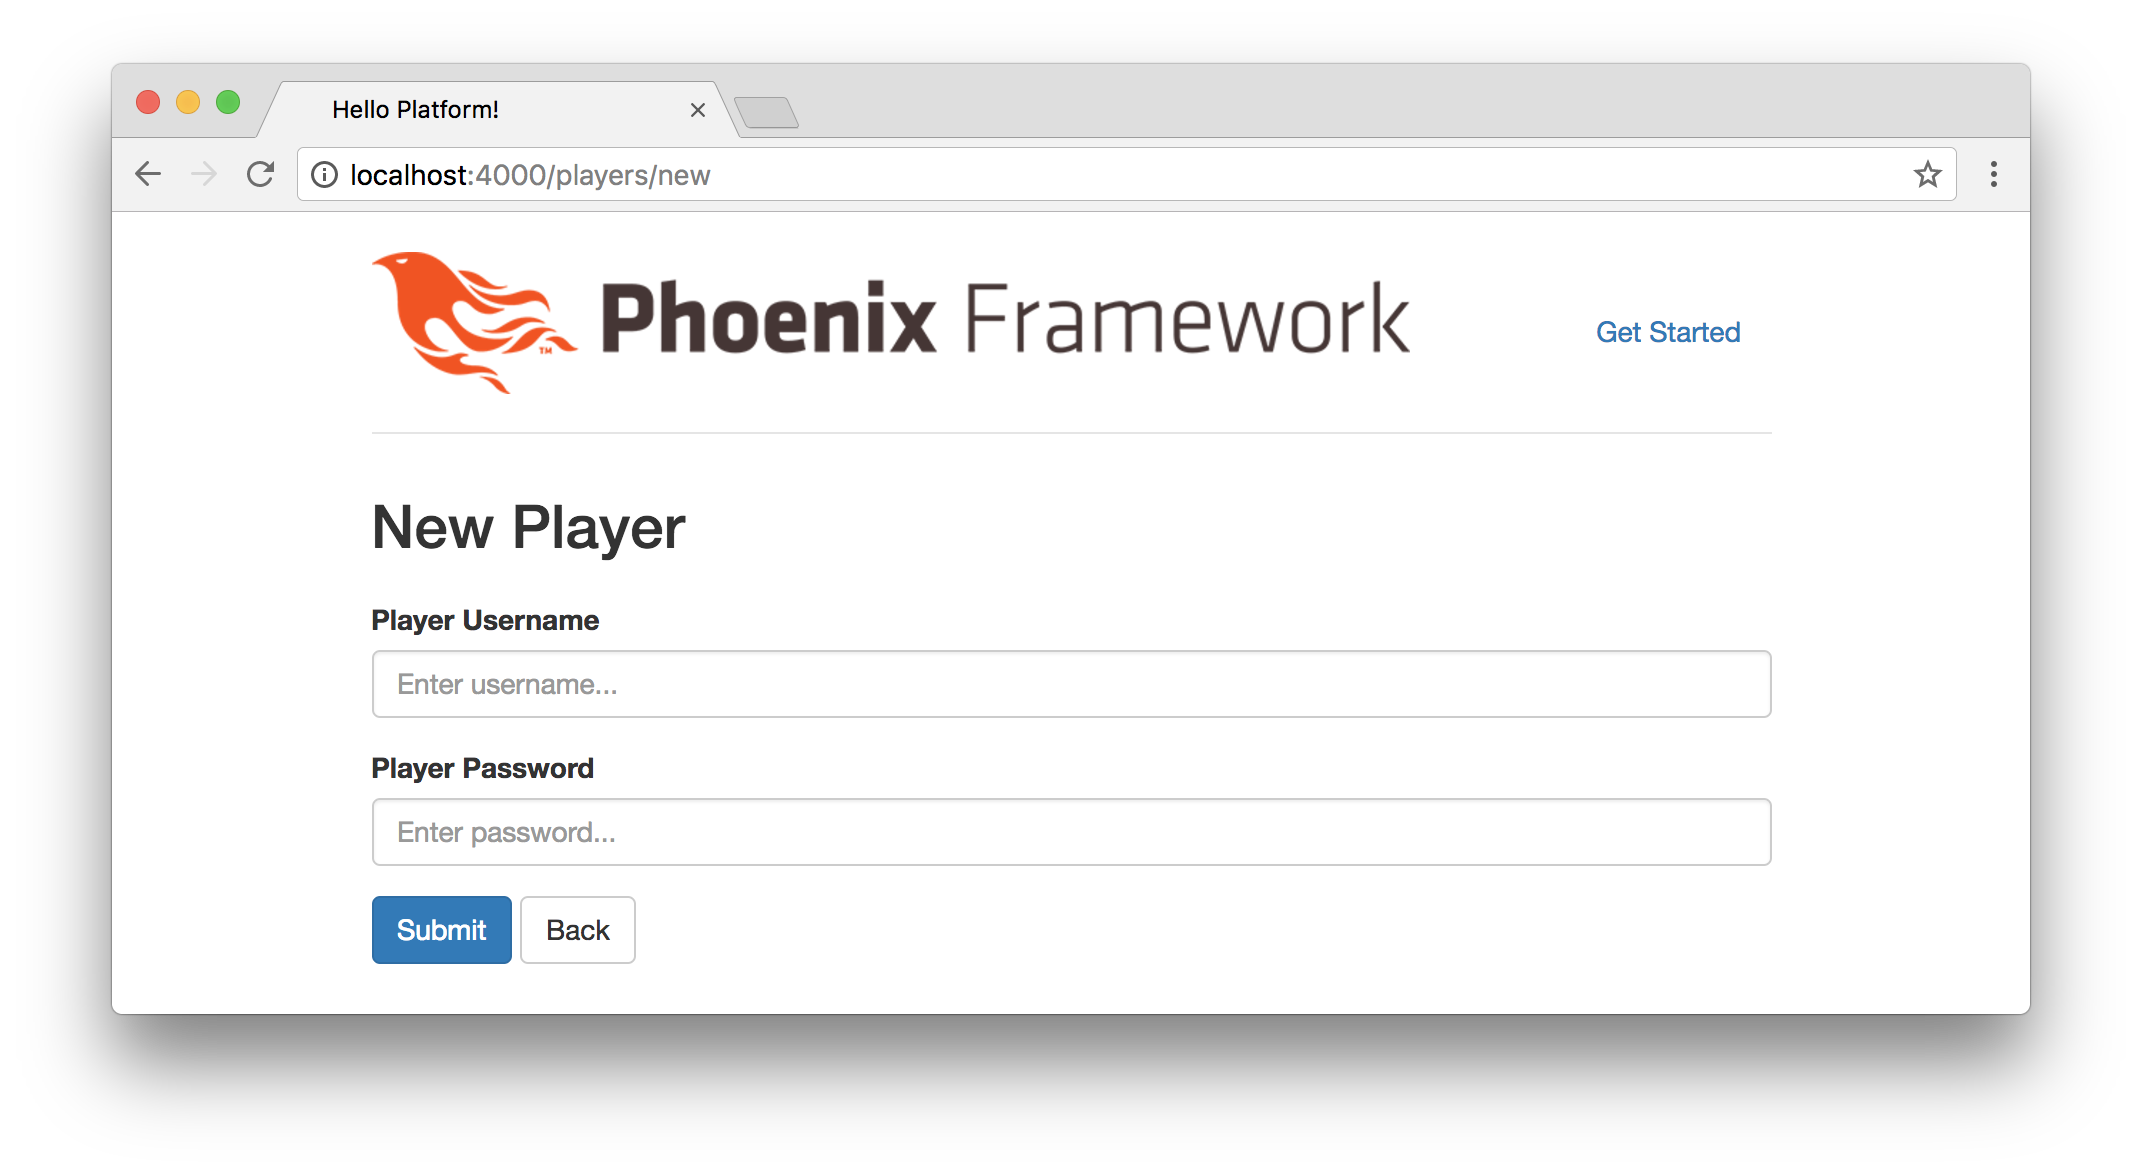 Hello Platform!
localhost:4000/players/new
Phoenix Framework
TM
Get Started
New Player
Player Username
Enter username...
Player Password
Enter password...
Submit Back